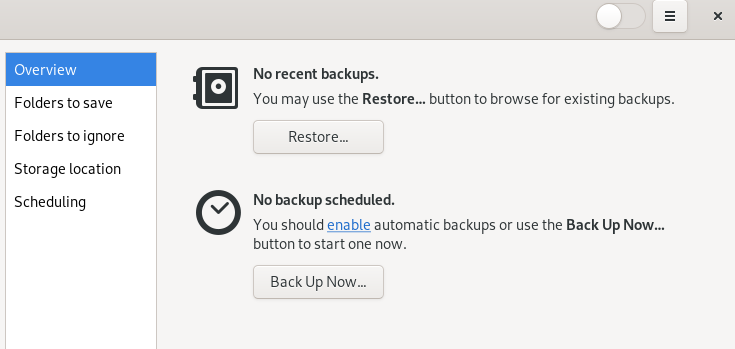 Overview
Folders to save
Folders to ignore
Storage location
Scheduling
No recent backups.
You may use the Restore... button to browse for existing backups.
Restore...
No backup scheduled.
You should enable automatic backups or use the Back Up Now...
button to start one now.
Back Up Now...